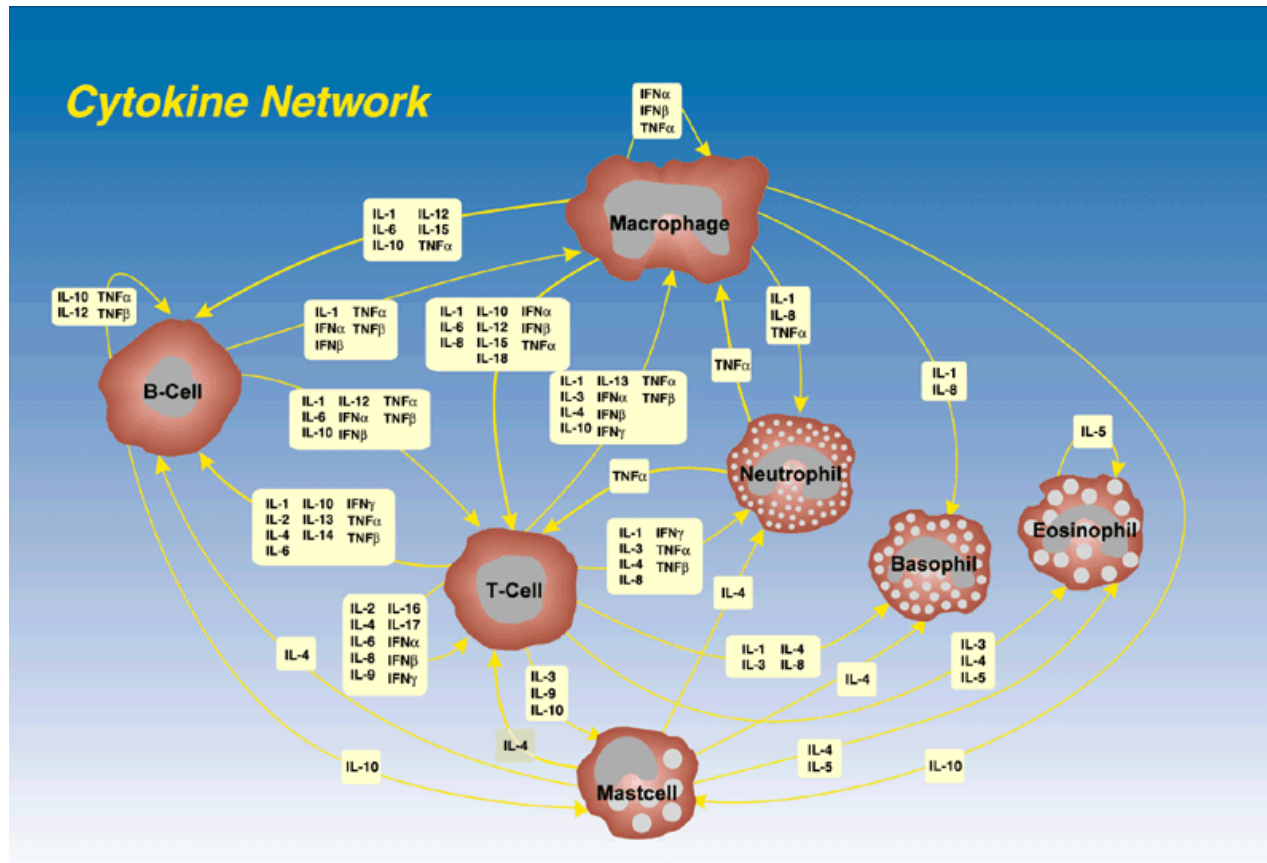 Cytokine Network
IFNα
IFNβ
TNFα
Macrophage
IL-1 IL-12
IL-6 IL-15
IL-10 TNFα
IL-10 TNFα
IL-12 TNFβ
B-Cell
IL-1 TNFα
IFNα TNFβ
IFNβ
IL-1 IL-10 IFNα
IL-6 IL-12 IFNβ
IL-8 IL-15 TNFα
IL-18
IL-1
IL-8
TNFα
TNFα
IL-1
IL-8
IL-1 IL-12 TNFα
IL-6 IFNα TNFβ
IL-10 IFNβ
IL-1 IL-13 TNFα
IL-3 IFNα TNFβ
IL-4 IFNβ
IL-10 IFNγ
IL-5
Neutrophil
TNFα
Eosinophil
Basophil
IL-1 IL-10 IFNγ
IL-2 IL-13 TNFα
IL-4 IL-14 TNFβ
IL-6
IL-1 IFNγ
IL-3 TNFα
IL-4 TNFβ
IL-8
T-Cell
IL-4
IL-2 IL-16
IL-4 IL-17
IL-6 IFNα
IL-8 IFNβ
IL-9 IFNγ
IL-4
IL-1 IL-4
IL-3 IL-8
IL-3
IL-4
IL-5
IL-3
IL-9
IL-10
IL-4
IL-4
IL-10
IL-4
IL-5
IL-10
Mastcell